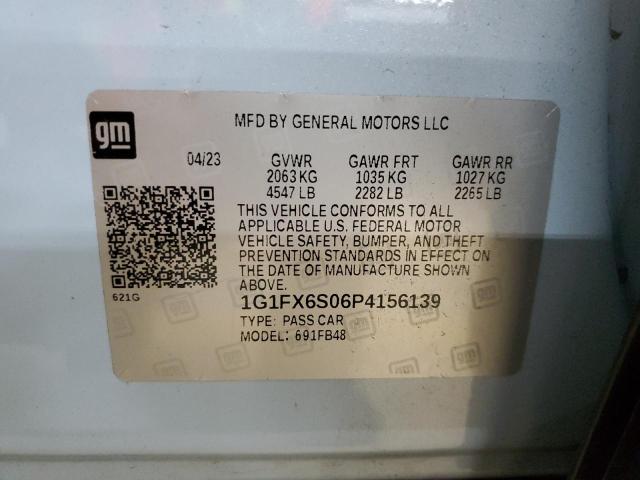 gm
MFD BY GENERAL MOTORS LLC
04/23 GVWR GAWR FRT GAWR RR
2063 KG 1035 KG 1027 KG
4547 LB 2282 LB 2265 LB
THIS VEHICLE CONFORMS TO ALL
APPLICABLE U.S. FEDERAL MOTOR
VEHICLE SAFETY, BUMPER, AND THEFT
PREVENTION STANDARDS IN EFFECT ON
THE DATE OF MANUFACTURE SHOWN
ABOVE.
621G
1G1FX6S06P4156139
TYPE: PASS CAR
MODEL: 691FB48